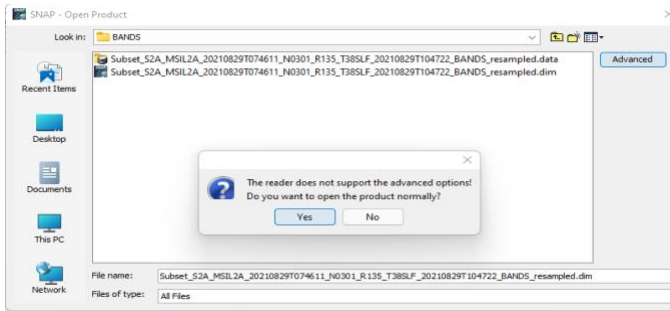 SNAP - Open Product
Look in:
BANDS
Subset_S2A_MSIL2A_20210829T074611_N0301_R135_T38SLF_20210829T104722_BANDS_resampled.data
Subset_S2A_MSIL2A_20210829T074611_N0301_R135_T38SLF_20210829T104722_BANDS_resampled.dim
Advanced
Recent Items
Desktop
Documents
This PC
Network
The reader does not support the advanced options!
Do you want to open the product normally?
Yes
No
File name:
Subset_S2A_MSIL2A_20210829T074611_N0301_R135_T38SLF_20210829T104722_BANDS_resampled.dim
Files of type:
All Files